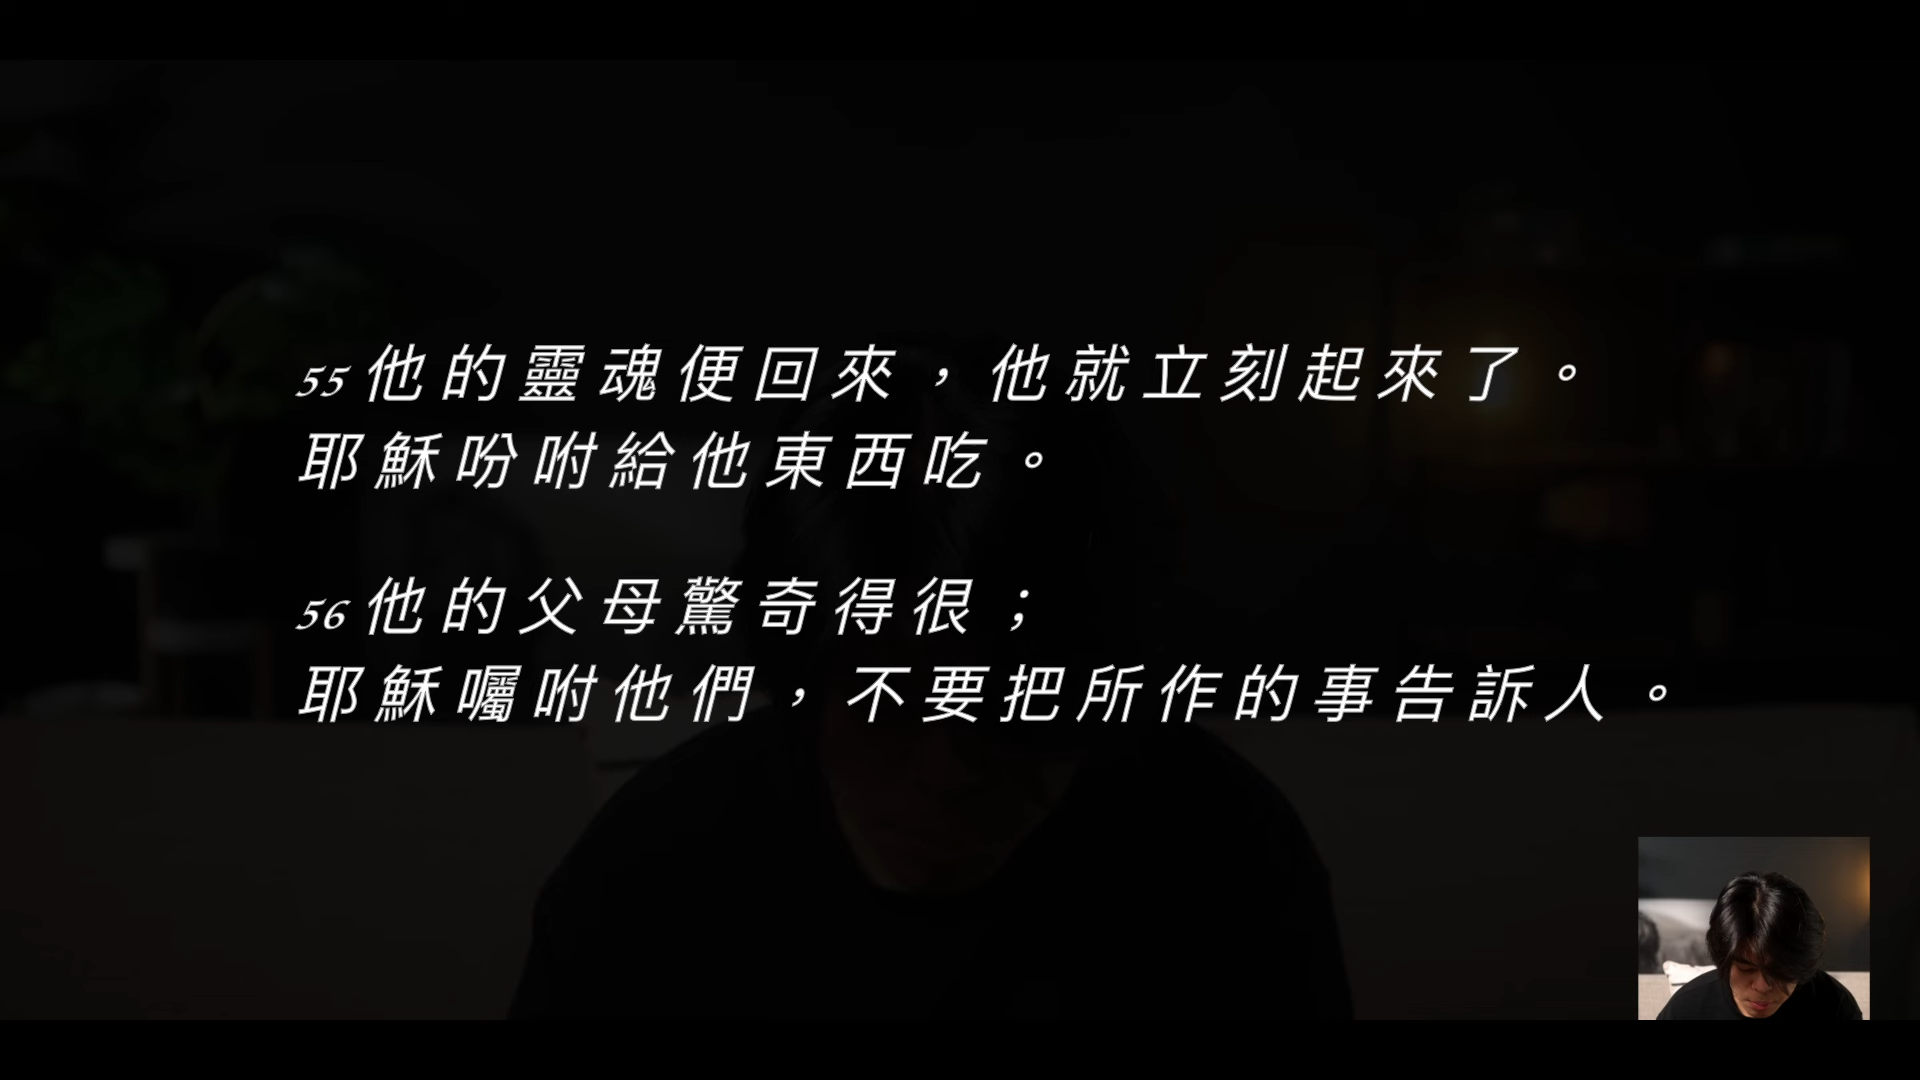 55他的靈魂便回來，他就立刻起來了。
耶穌吩咐給他東西吃。
56他的父母驚奇得很；
耶穌囑咐他們，不要把所作的事告訴人。